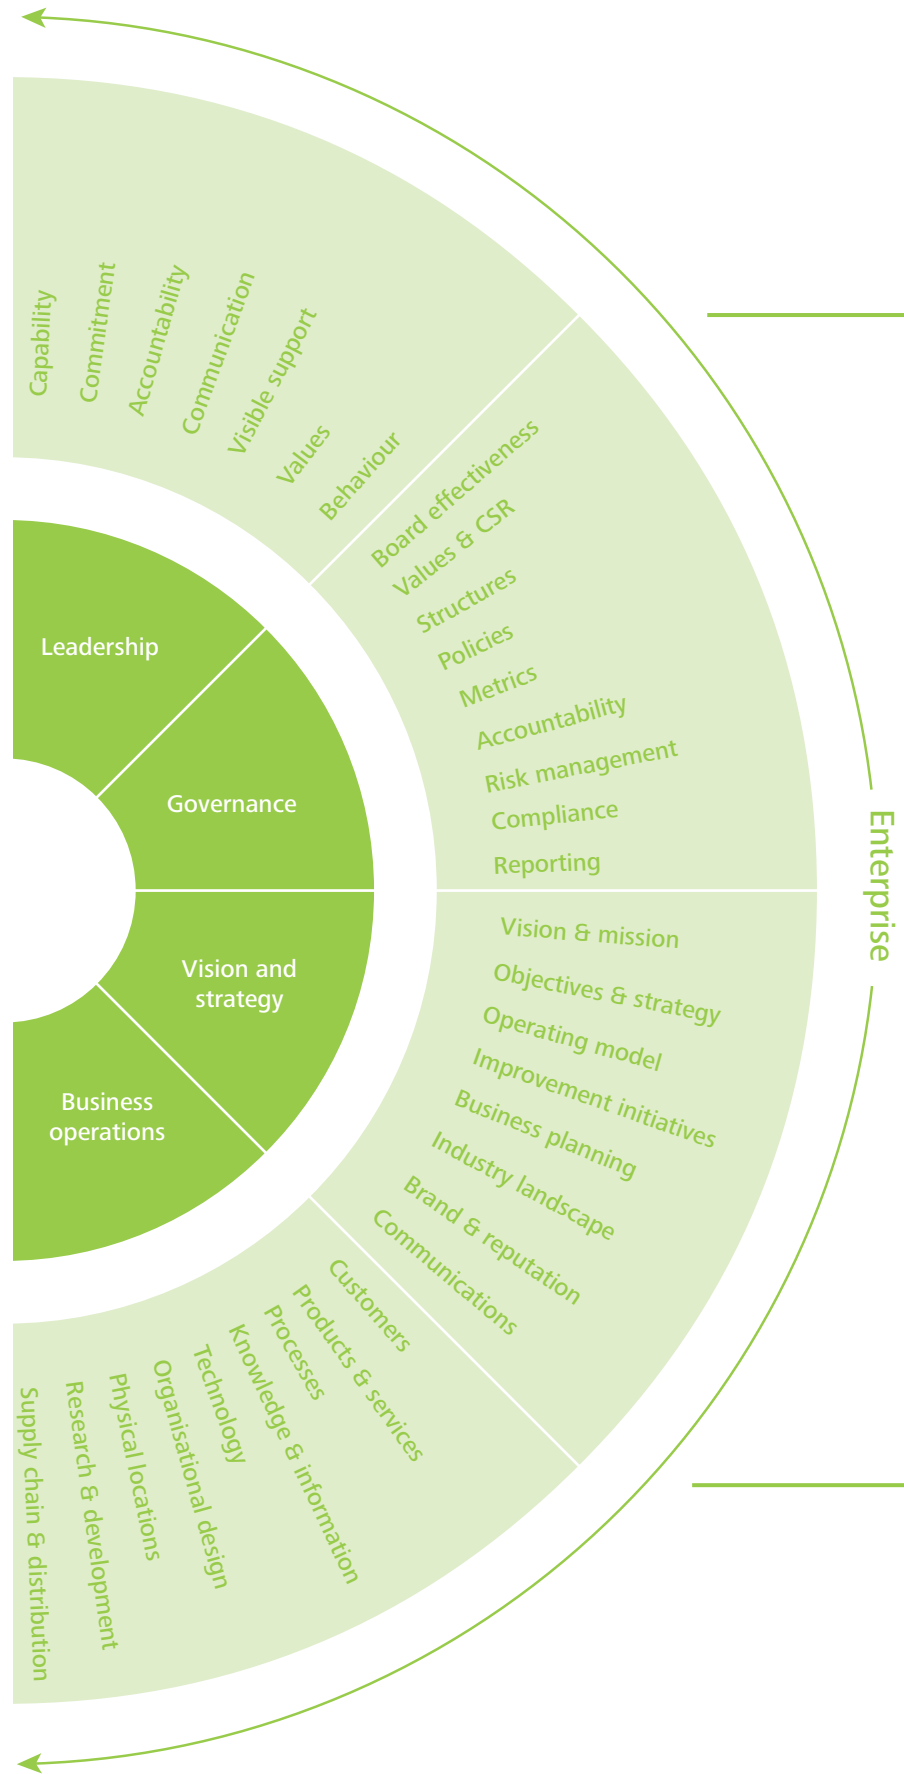 Capability
Commitment
Accountability
Communication
Visible support
Values
Behaviour
Board effectiveness
Values & CSR
Structures
Policies
Metrics
Accountability
Risk management
Compliance
Reporting
Vision & mission
Objectives & strategy
Operating model
Improvement initiatives
Business planning
Industry landscape
Brand & reputation
Communications
Customers
Products & services
Processes
Knowledge & information
Technology
Organisational design
Physical locations
Research & development
Supply chain & distribution
Leadership
Governance
Vision and
strategy
Business
operations
Enterprise